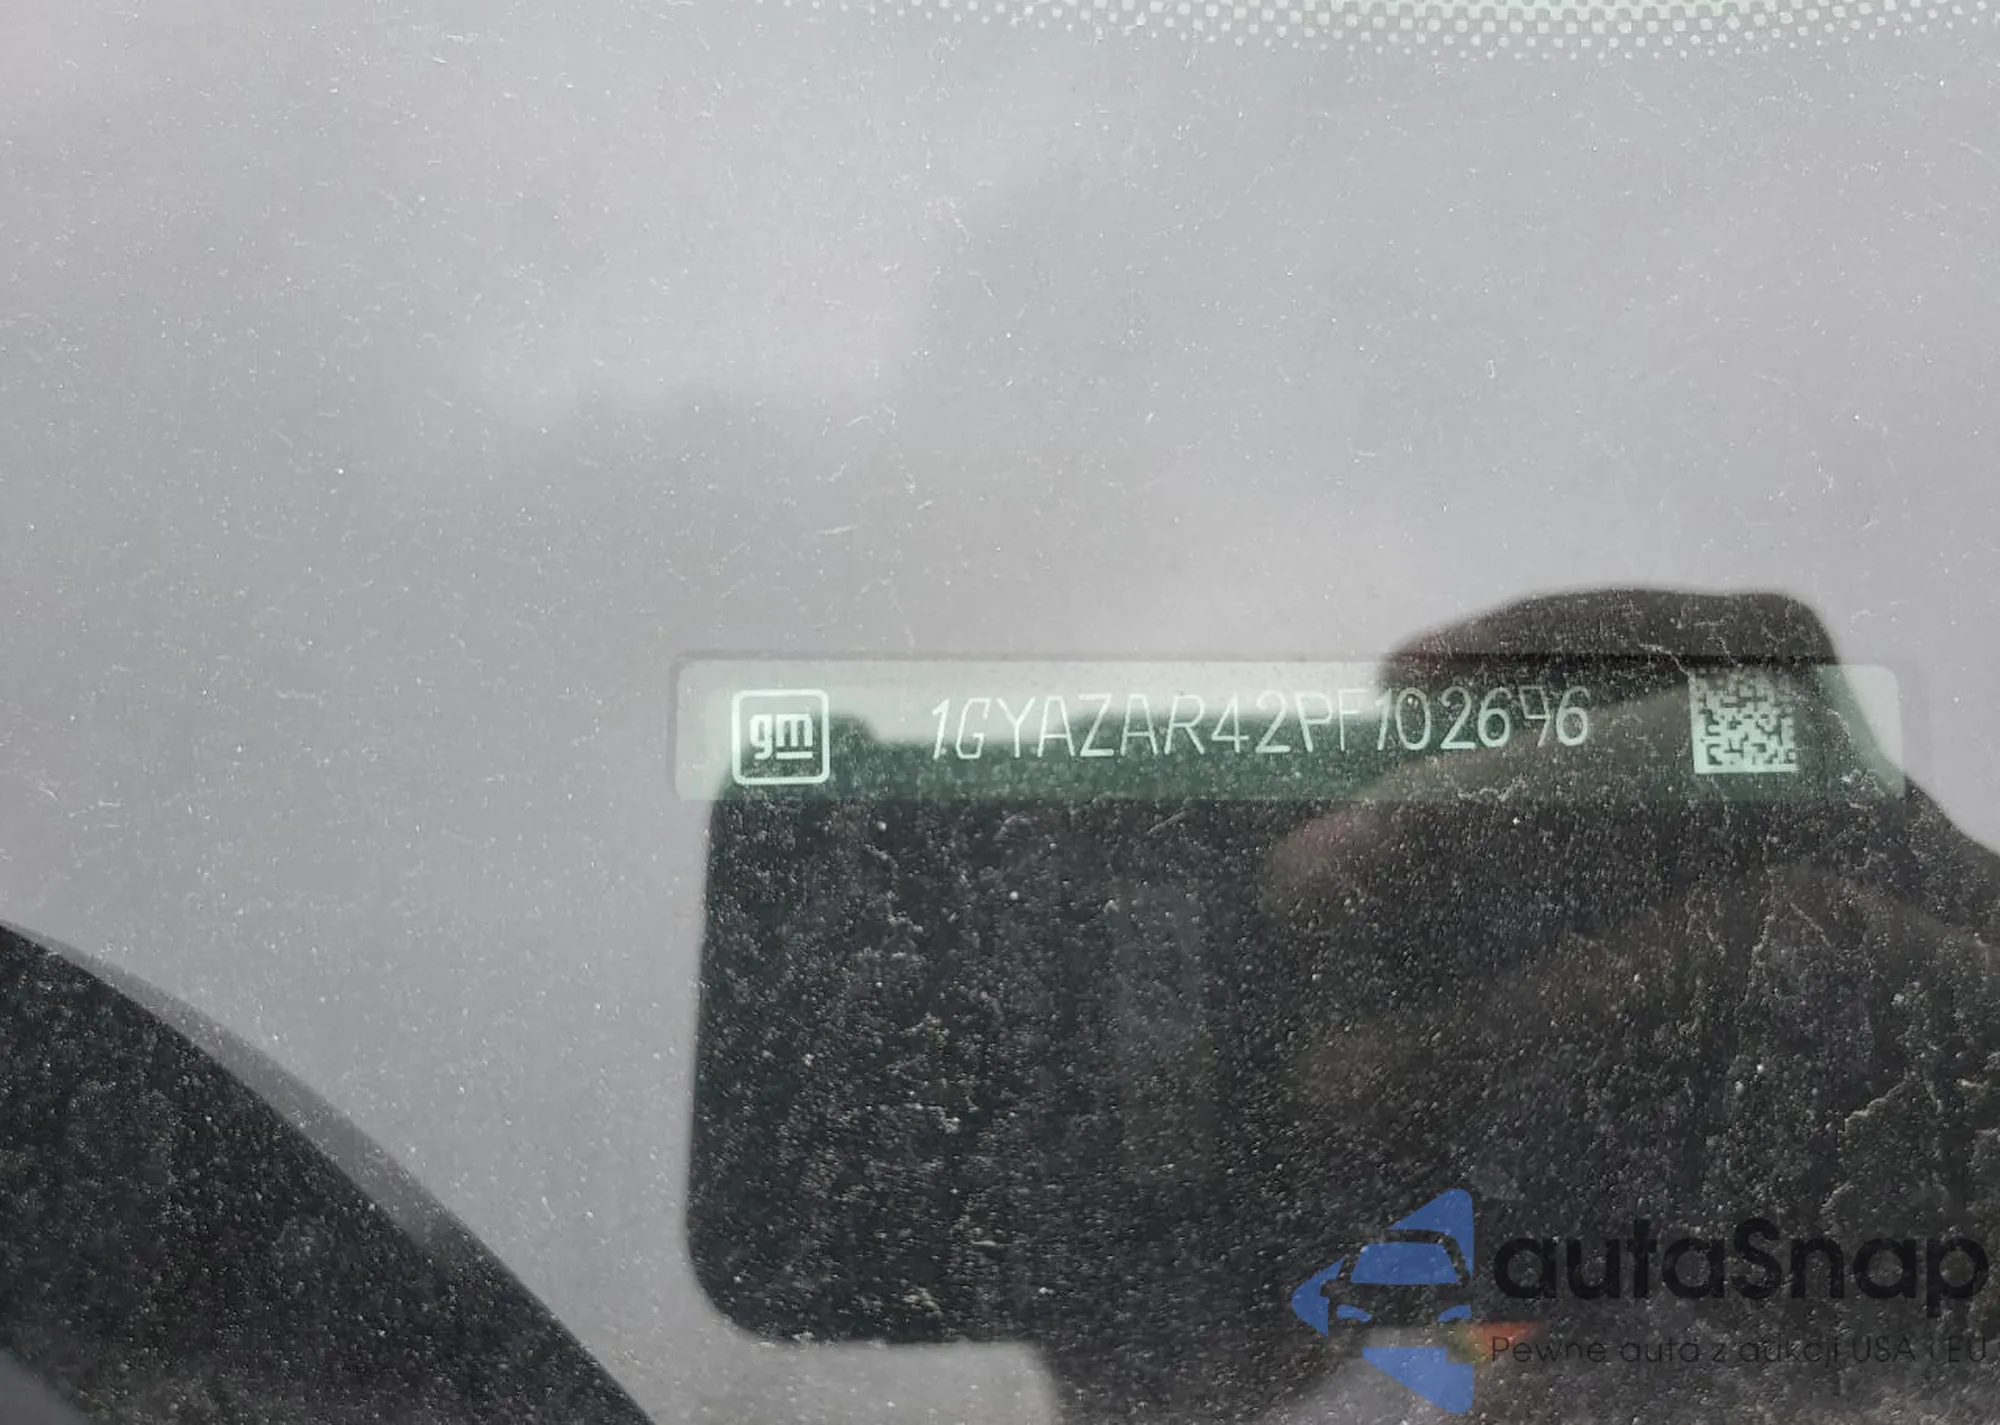 gm 1GYAZAR42PF102696
autaSnap
Pewne auta z aukcji USA i EU